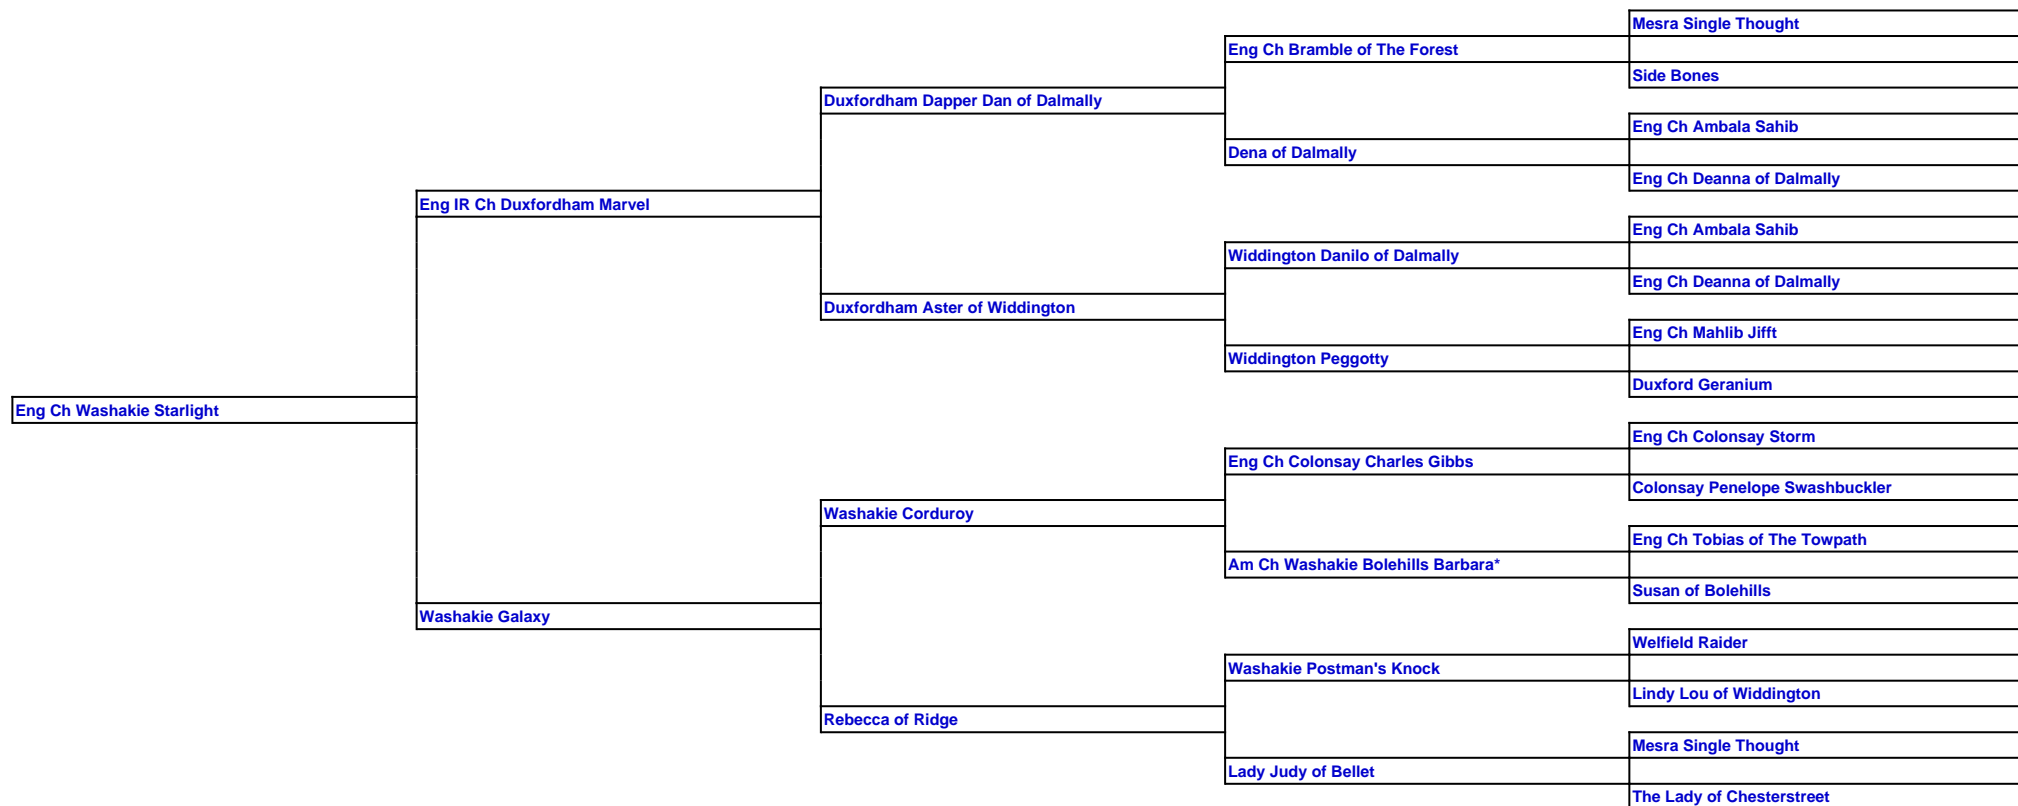 Mesra Single Thought
Eng Ch Bramble of The Forest
Side Bones
Duxfordham Dapper Dan of Dalmally
Eng Ch Ambala Sahib
Dena of Dalmally
Eng Ch Deanna of Dalmally
Eng IR Ch Duxfordham Marvel
Eng Ch Ambala Sahib
Widdington Danilo of Dalmally
Eng Ch Deanna of Dalmally
Duxfordham Aster of Widdington
Eng Ch Mahlib Jifft
Widdington Peggotty
Duxford Geranium
Eng Ch Washakie Starlight
Eng Ch Colonsay Storm
Eng Ch Colonsay Charles Gibbs
Colonsay Penelope Swashbuckler
Washakie Corduroy
Eng Ch Tobias of The Towpath
Am Ch Washakie Bolehills Barbara*
Susan of Bolehills
Washakie Galaxy
Welfield Raider
Washakie Postman's Knock
Lindy Lou of Widdington
Rebecca of Ridge
Mesra Single Thought
Lady Judy of Bellet
The Lady of Chesterstreet